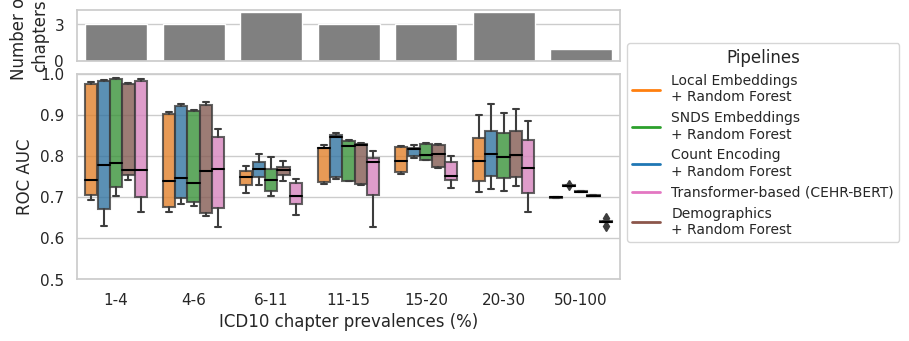 Number o
chapters
3
0
1.0
0.9
0.8
0.7
0.6
0.5
ROC AUC
1-4
4-6
6-11
11-15
15-20
20-30
50-100
ICD10 chapter prevalences (%)
Pipelines
Local Embeddings
+ Random Forest
SNDS Embeddings
+ Random Forest
Count Encoding
+ Random Forest
Transformer-based (CEHR-BERT)
Demographics
+ Random Forest